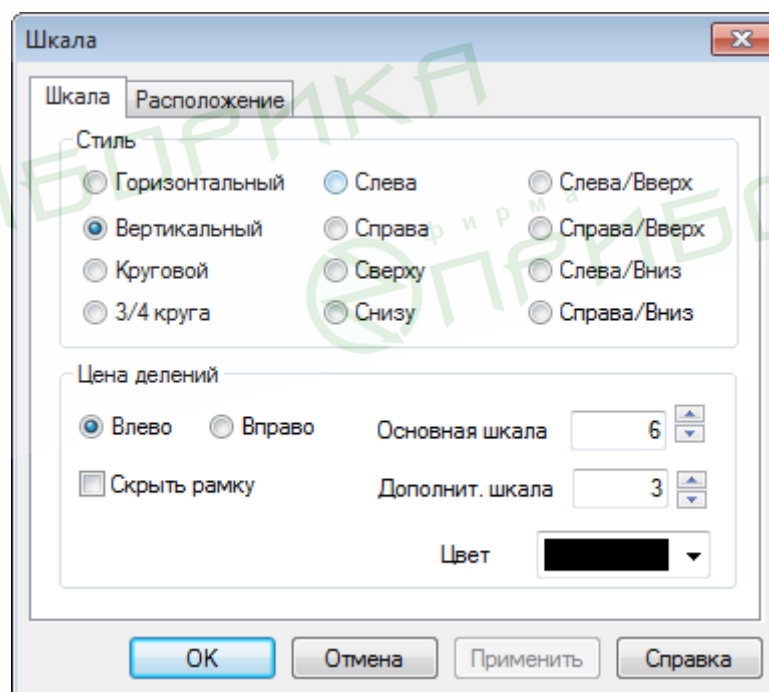 Шкала
Шкала Расположение
Стиль
Горизонтальный Слева Слева/Вверх
Вертикальный Справа Справа/Вверх
Круговой Сверху Слева/Вниз
3/4 круга Снизу Справа/Вниз
Цена делений
Влево Вправо Основная шкала 6
Скрыть рамку Дополнит. шкала 3
Цвет
OK Отмена Применить Справка
фирма